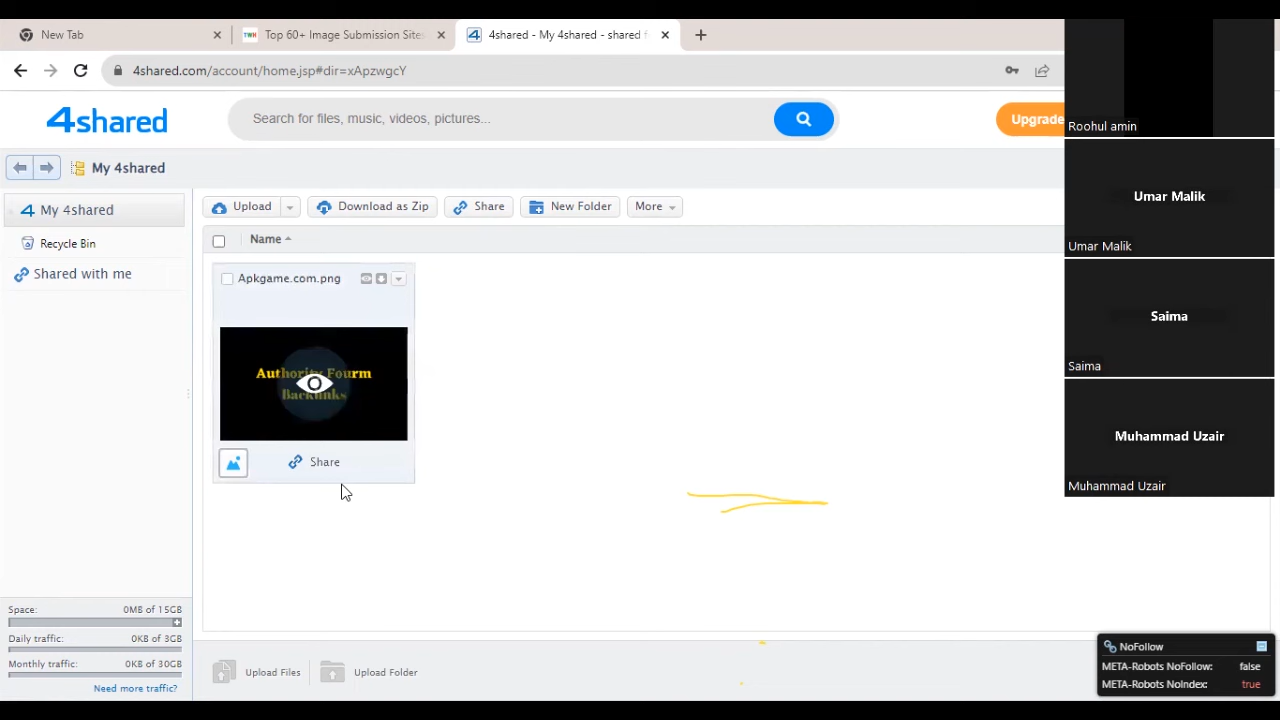 New Tab
TWH Top 60+ Image Submission Sites
4shared - My 4shared - shared f
4shared.com/account/home.jsp#dir=xApzwgcY
4shared
Search for files, music, videos, pictures...
Upgrade
My 4shared
My 4shared
Recycle Bin
Shared with me
Upload
Download as Zip
Share
New Folder
More
Name
Apkgame.com.png
Authority Fourm
Backlinks
Share
Space: 0MB of 15GB
Daily traffic: 0KB of 3GB
Monthly traffic: 0KB of 30GB
Need more traffic?
Upload Files
Upload Folder
Roohul amin
Umar Malik
Umar Malik
Saima
Saima
Muhammad Uzair
Muhammad Uzair
NoFollow
META-Robots NoFollow: false
META-Robots NoIndex: true